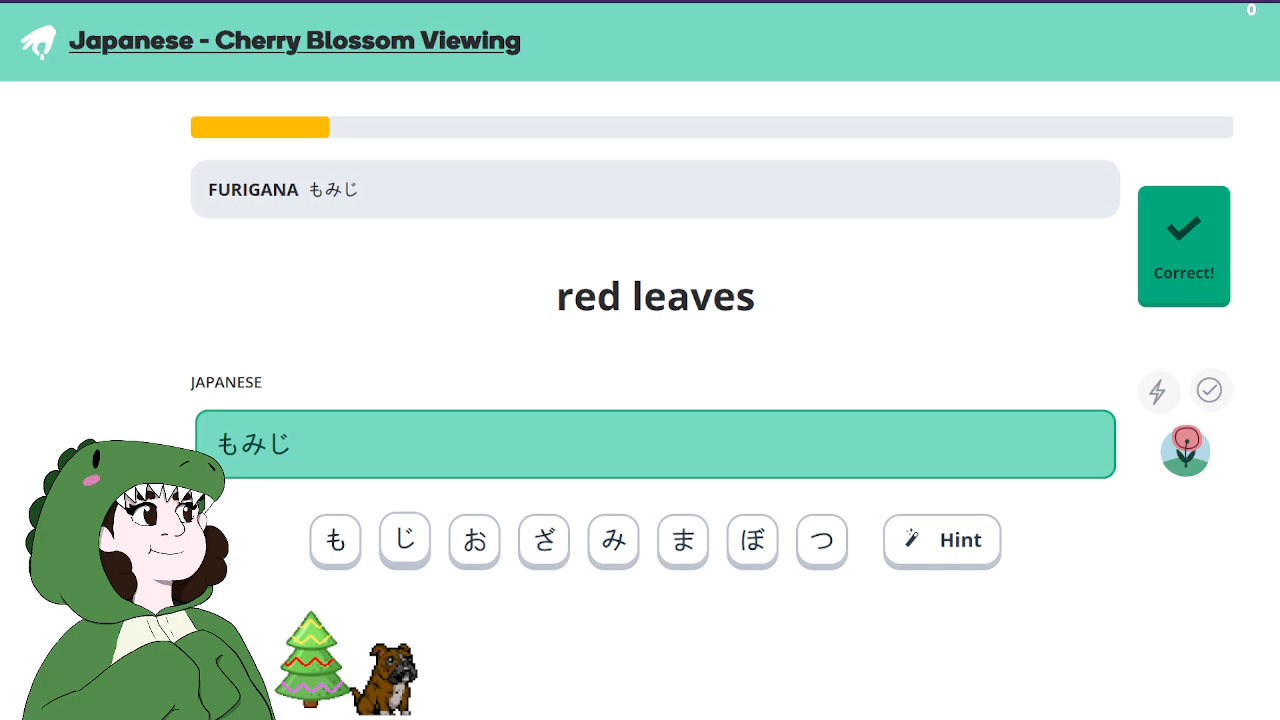 0
Japanese - Cherry Blossom Viewing
FURIGANA もみじ
Correct!
red leaves
JAPANESE
もみじ
も じ お ざ み ま ぼ つ Hint